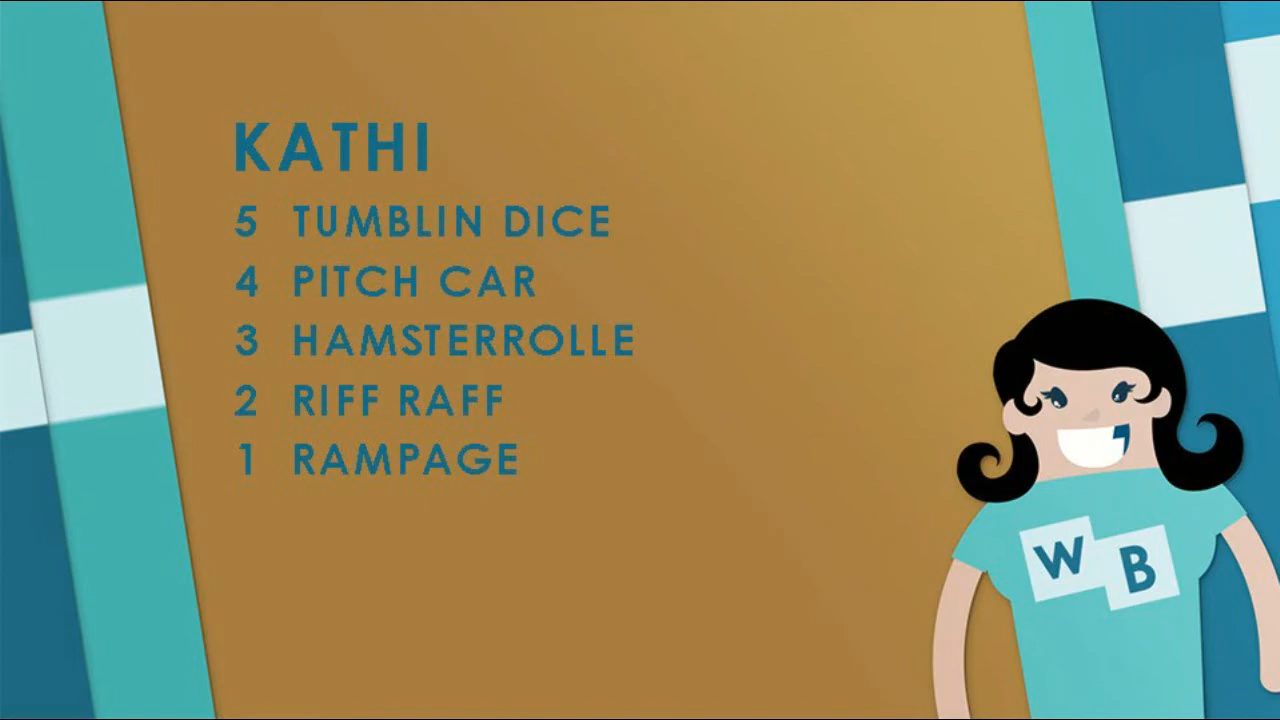 KATHI
5 TUMBLIN DICE
4 PITCH CAR
3 HAMSTERROLLE
2 RIFF RAFF
1 RAMPAGE
W B